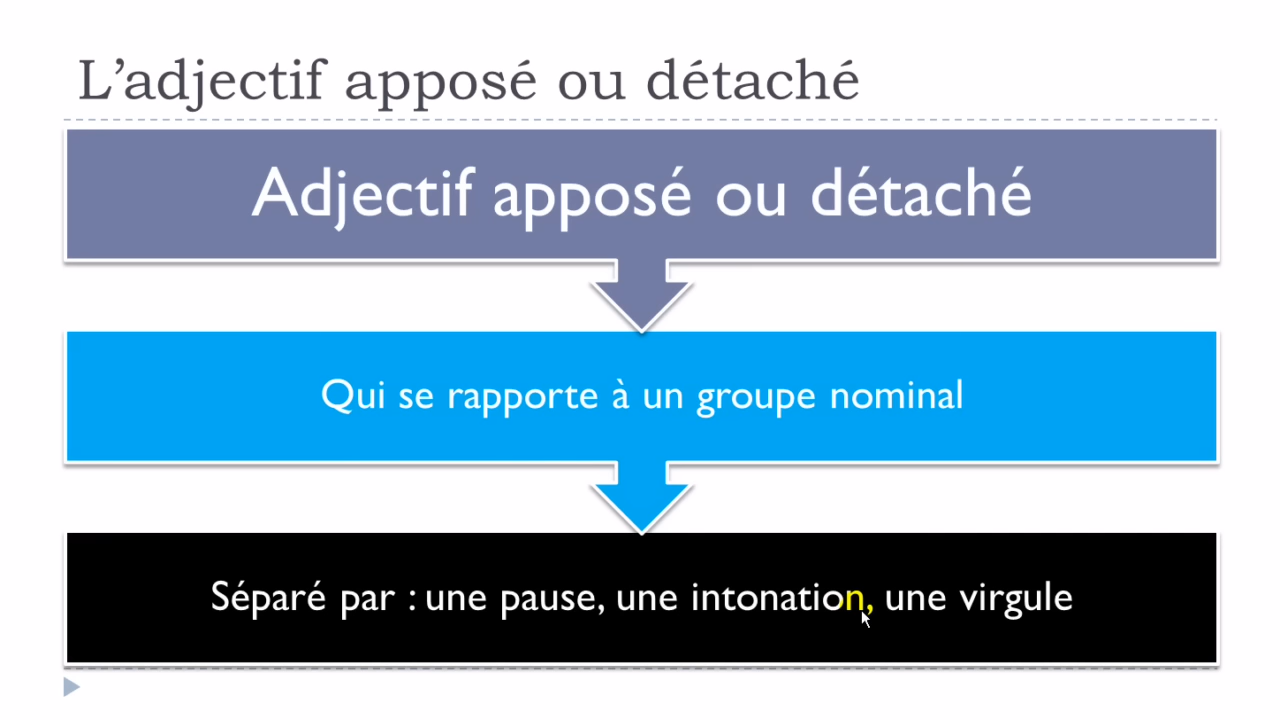 L’adjectif apposé ou détaché
Adjectif apposé ou détaché
Qui se rapporte à un groupe nominal
Séparé par : une pause, une intonation, une virgule